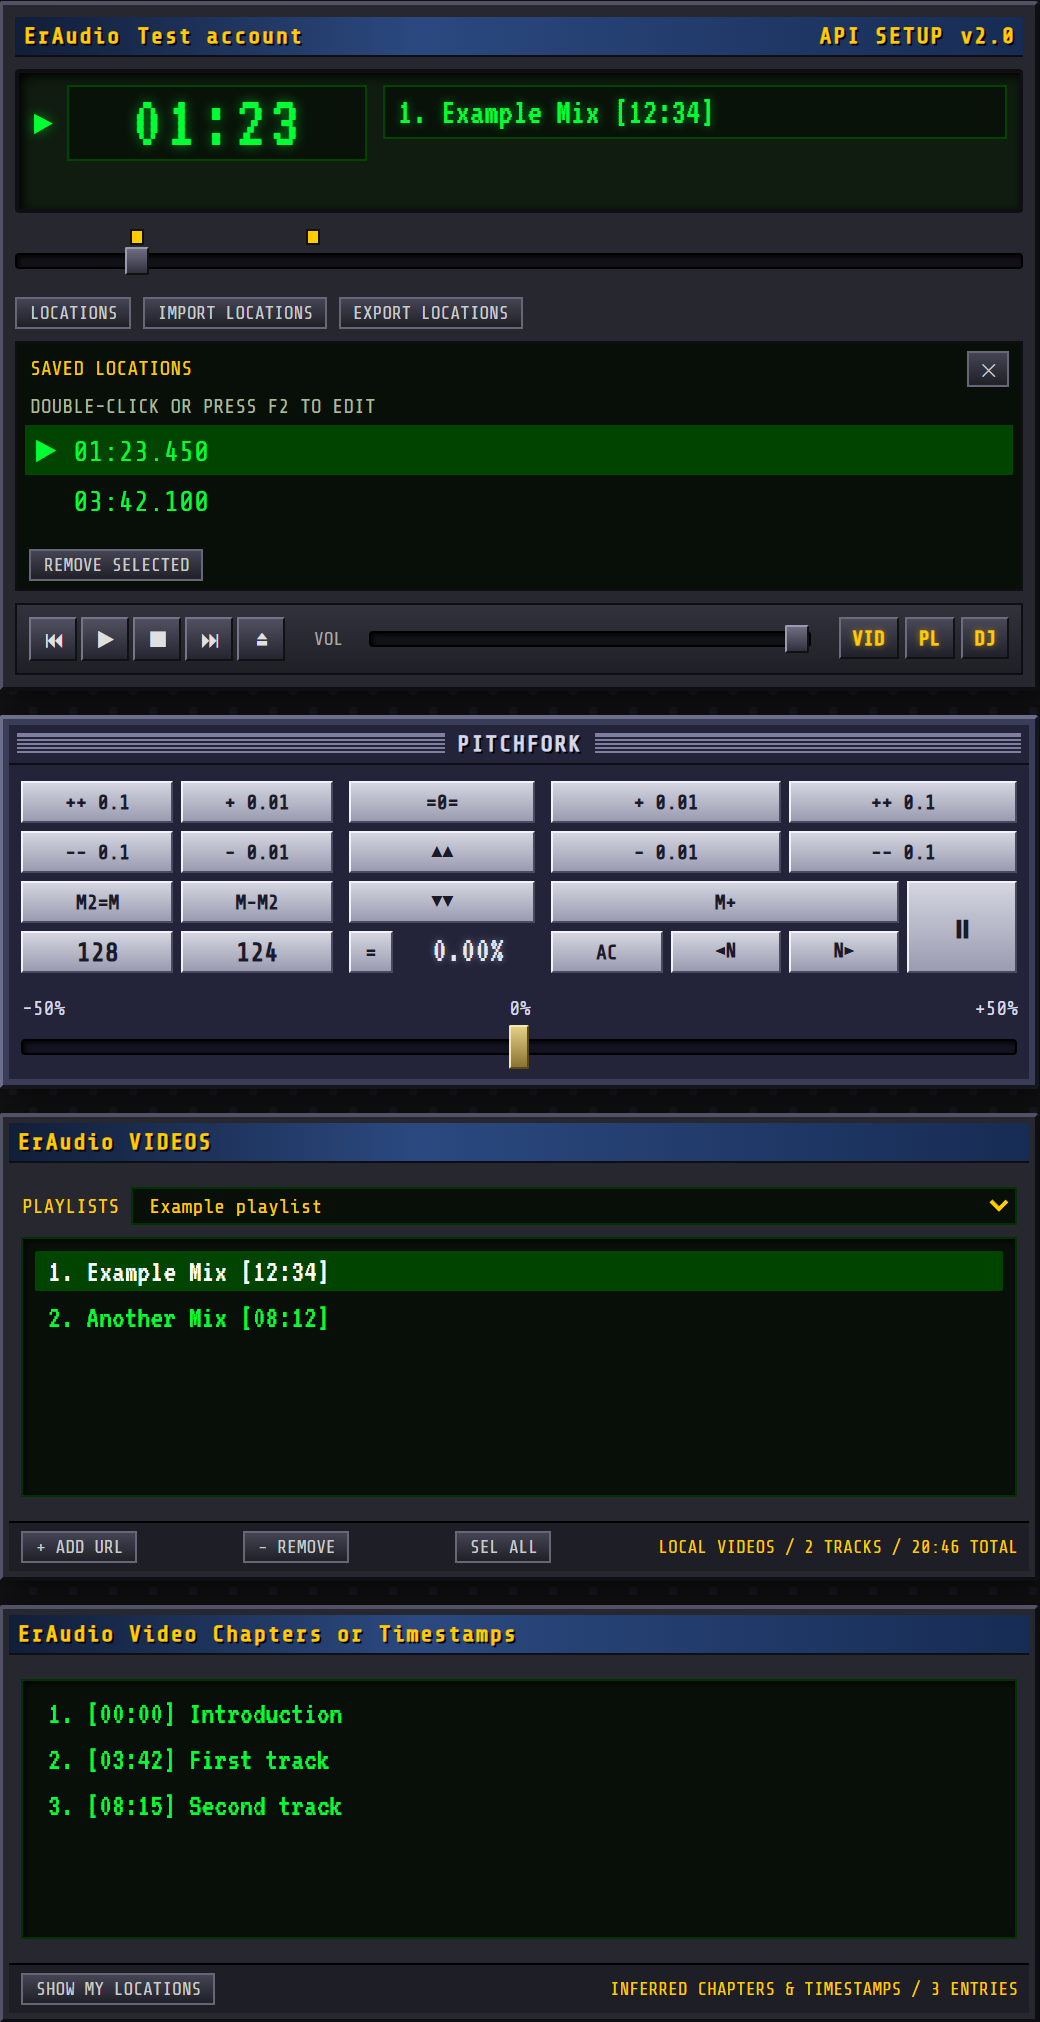 ErAudio Test account API SETUP v2.0
▶ 01:23 1. Example Mix [12:34]
LOCATIONS IMPORT LOCATIONS EXPORT LOCATIONS
SAVED LOCATIONS ×
DOUBLE-CLICK OR PRESS F2 TO EDIT
▶ 01:23.450
03:42.100
REMOVE SELECTED
VOL VID PL DJ
PITCHFORK
++ 0.1 + 0.01 =0= + 0.01 ++ 0.1
-- 0.1 - 0.01 ▲▲ - 0.01 -- 0.1
M2=M M-M2 ▼▼ M+
128 124 = 0.00% AC ◄N N►
-50% 0% +50%
ErAudio VIDEOS
PLAYLISTS Example playlist
1. Example Mix [12:34]
2. Another Mix [08:12]
+ ADD URL - REMOVE SEL ALL LOCAL VIDEOS / 2 TRACKS / 20:46 TOTAL
ErAudio Video Chapters or Timestamps
1. [00:00] Introduction
2. [03:42] First track
3. [08:15] Second track
SHOW MY LOCATIONS INFERRED CHAPTERS & TIMESTAMPS / 3 ENTRIES